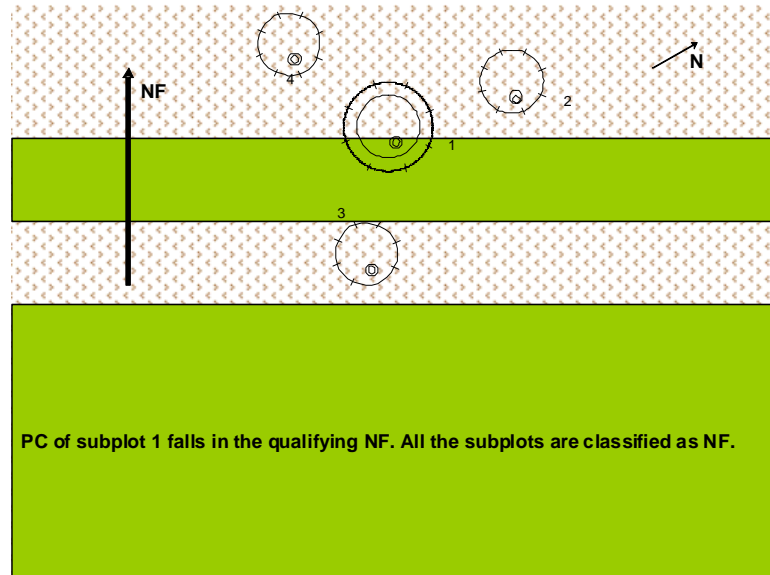 4
N
NF
2
1
3
PC of subplot 1 falls in the qualifying NF. All the subplots are classified as NF.